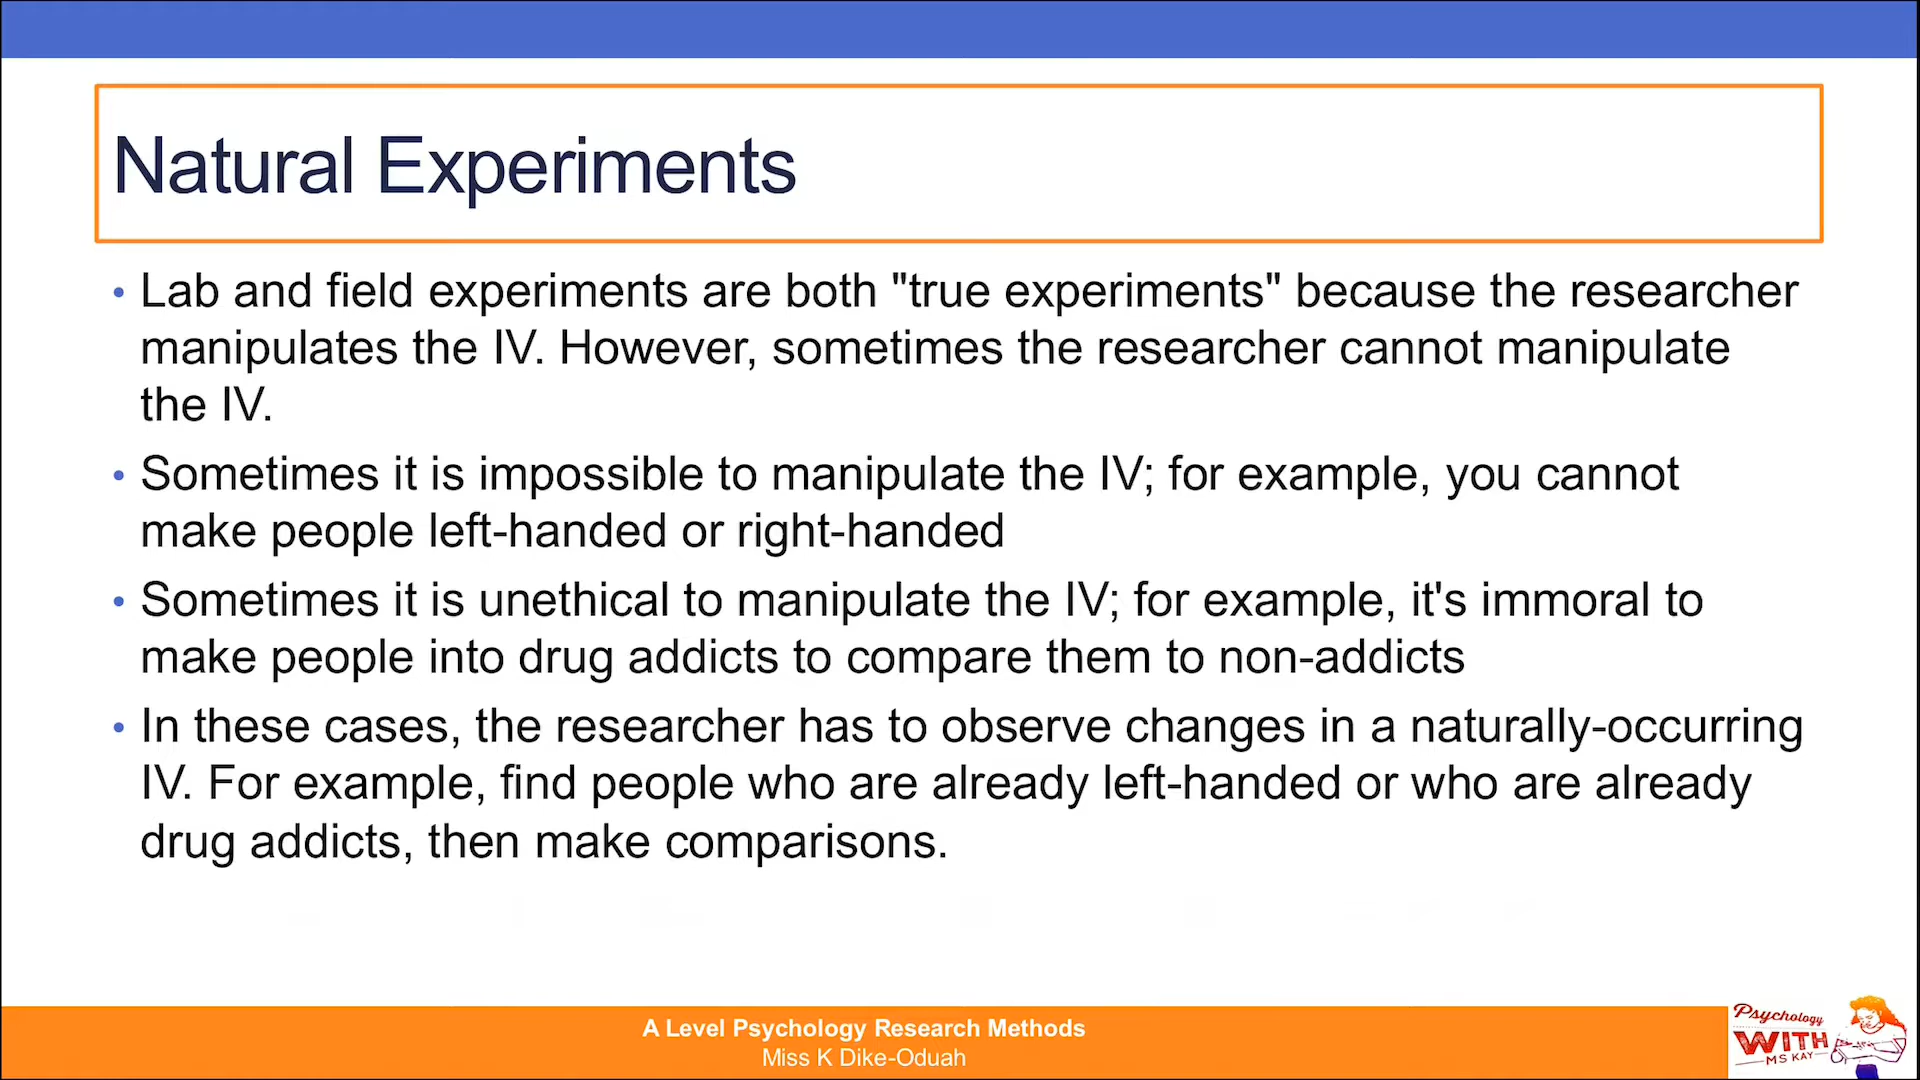 Natural Experiments
• Lab and field experiments are both "true experiments" because the researcher
manipulates the IV. However, sometimes the researcher cannot manipulate
the IV.
• Sometimes it is impossible to manipulate the IV; for example, you cannot
make people left-handed or right-handed
• Sometimes it is unethical to manipulate the IV; for example, it's immoral to
make people into drug addicts to compare them to non-addicts
• In these cases, the researcher has to observe changes in a naturally-occurring
IV. For example, find people who are already left-handed or who are already
drug addicts, then make comparisons.
A Level Psychology Research Methods
Miss K Dike-Oduah
Psychology
WITH
MS KAY